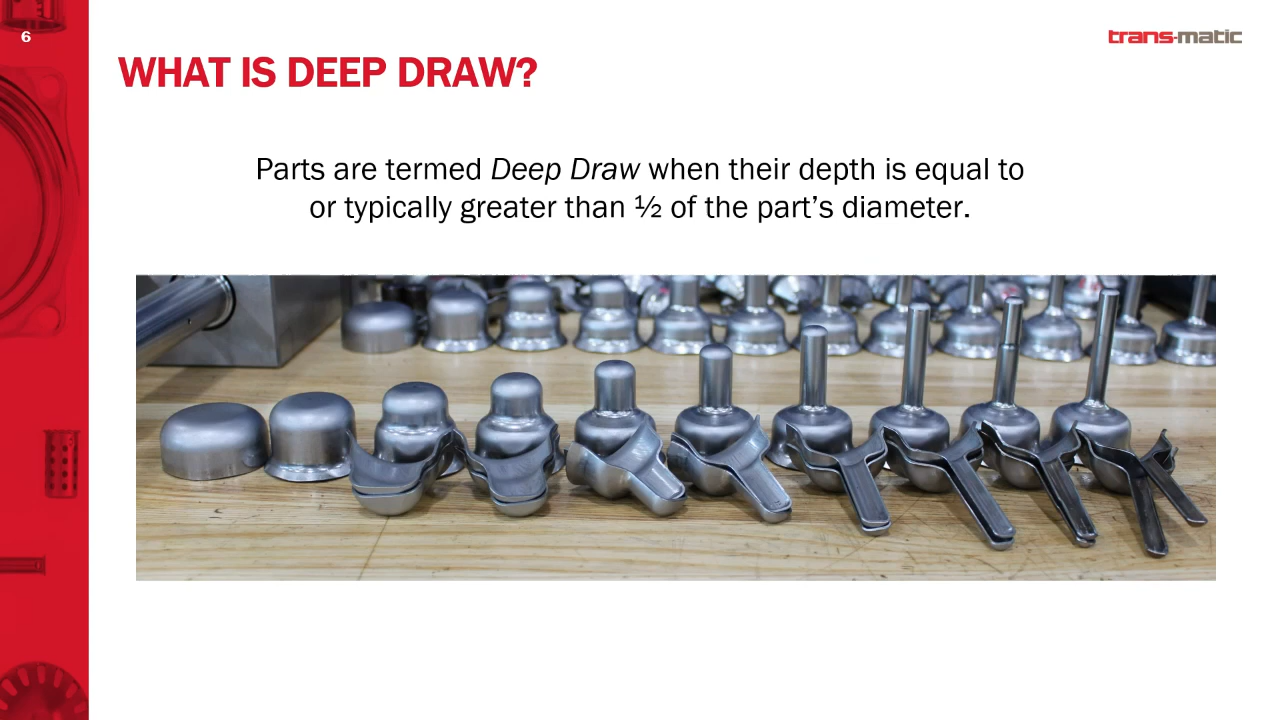 6
trans-matic
WHAT IS DEEP DRAW?
Parts are termed Deep Draw when their depth is equal to
or typically greater than ½ of the part’s diameter.